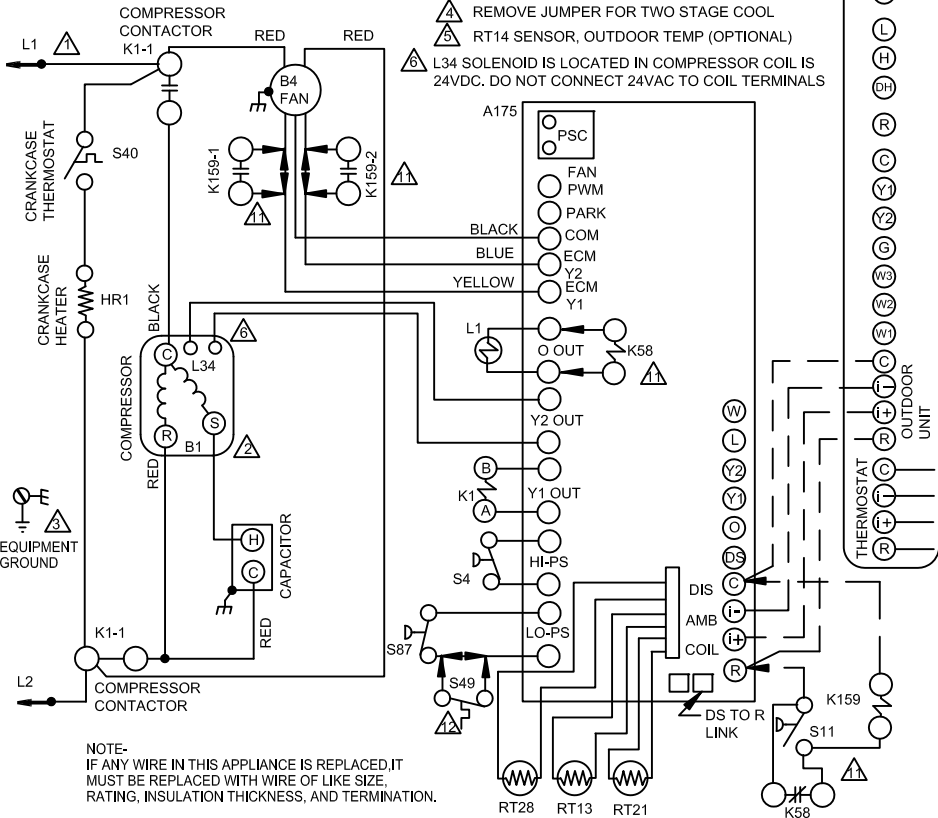 4 REMOVE JUMPER FOR TWO STAGE COOL
5 RT14 SENSOR, OUTDOOR TEMP (OPTIONAL)
6 L34 SOLENOID IS LOCATED IN COMPRESSOR COIL IS
24VDC. DO NOT CONNECT 24VAC TO COIL TERMINALS
COMPRESSOR
CONTACTOR
K1-1
L1
1
RED
RED
B4
FAN
CRANKCASE
THERMOSTAT
S40
K159-1
11
K159-2
11
A175
PSC
FAN
PWM
PARK
BLACK
COM
BLUE
ECM
Y2
YELLOW
ECM
Y1
CRANKCASE
HEATER
HR1
BLACK
6
L1
O OUT
K58
11
COMPRESSOR
C
L34
S
R
B1
2
Y2 OUT
RED
B
K1
A
Y1 OUT
3
EQUIPMENT
GROUND
H
C
CAPACITOR
RED
S4
HI-PS
S87
LO-PS
S49
12
K1-1
L2
COMPRESSOR
CONTACTOR
W
L
Y2
Y1
O
DS
C
i-
i+
R
DIS
AMB
COIL
DS TO R
LINK
RT28
RT13
RT21
K159
S11
11
K58
L
H
DH
R
C
Y1
Y2
G
W3
W2
W1
C
i-
i+
R
OUTDOOR
UNIT
THERMOSTAT
C
i-
i+
R
NOTE-
IF ANY WIRE IN THIS APPLIANCE IS REPLACED,IT
MUST BE REPLACED WITH WIRE OF LIKE SIZE,
RATING, INSULATION THICKNESS, AND TERMINATION.